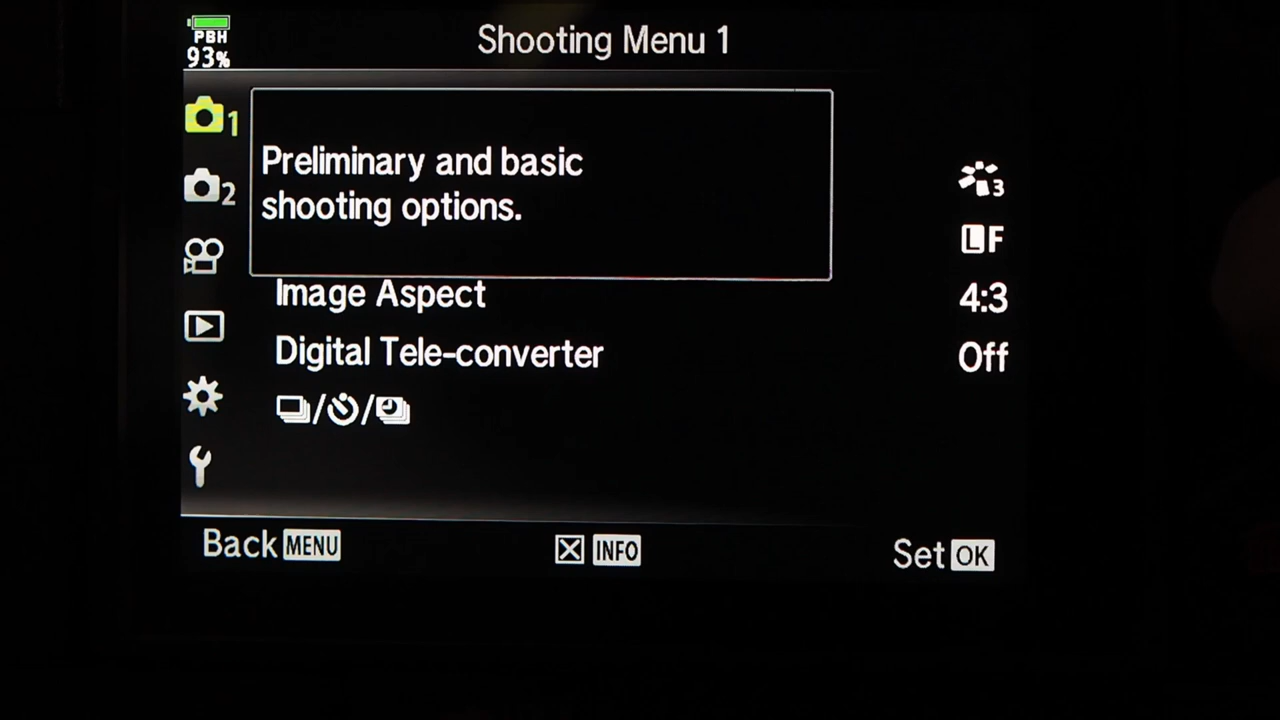 PBH
93%
Shooting Menu 1
1
Preliminary and basic
shooting options.
2
3
LF
Image Aspect 4:3
Digital Tele-converter Off
/ /
Back MENU
INFO
Set OK